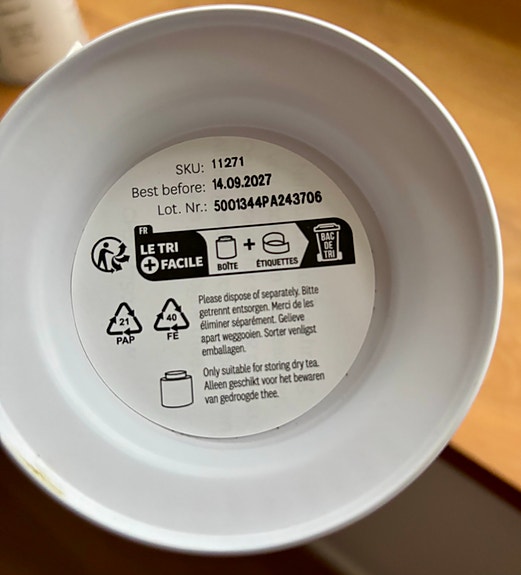 SKU: 11271
Best before: 14.09.2027
Lot. Nr.: 5001344PA243706
FR
LE TRI
+ FACILE
BOÎTE
+
ÉTIQUETTES
BAC
DE
TRI
21
PAP
40
FE
Please dispose of separately. Bitte
getrennt entsorgen. Merci de les
éliminer séparément. Gelieve
apart weggooien. Sorter venligst
emballagen.
Only suitable for storing dry tea.
Alleen geschikt voor het bewaren
van gedroogde thee.